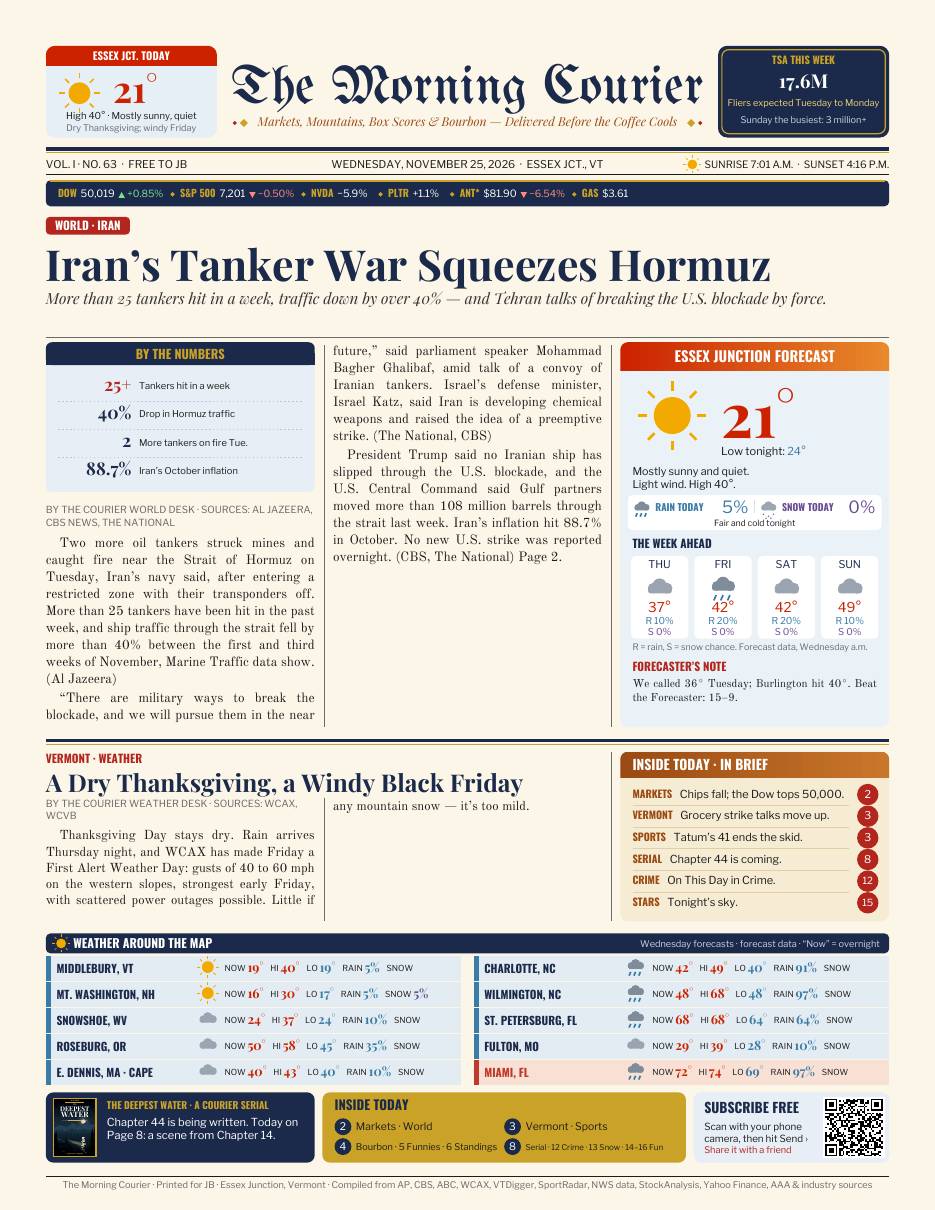 ESSEX JCT. TODAY
21°
High 40° · Mostly sunny, quiet
Dry Thanksgiving; windy Friday
The Morning Courier
Markets, Mountains, Box Scores & Bourbon — Delivered Before the Coffee Cools
TSA THIS WEEK
17.6M
Fliers expected Tuesday to Monday
Sunday the busiest: 3 million+
VOL. I · NO. 63 · FREE TO JB
WEDNESDAY, NOVEMBER 25, 2026 · ESSEX JCT., VT
SUNRISE 7:01 A.M. · SUNSET 4:16 P.M.
DOW 50,019 ▲+0.85% ◆ S&P 500 7,201 ▼−0.50% ◆ NVDA −5.9% ◆ PLTR +1.1% ◆ ANT* $81.90 ▼−6.54% ◆ GAS $3.61
WORLD · IRAN
Iran’s Tanker War Squeezes Hormuz
More than 25 tankers hit in a week, traffic down by over 40% — and Tehran talks of breaking the U.S. blockade by force.
BY THE NUMBERS
25+ Tankers hit in a week
40% Drop in Hormuz traffic
2 More tankers on fire Tue.
88.7% Iran’s October inflation
BY THE COURIER WORLD DESK · SOURCES: AL JAZEERA,
CBS NEWS, THE NATIONAL
Two more oil tankers struck mines and
caught fire near the Strait of Hormuz on
Tuesday, Iran’s navy said, after entering a
restricted zone with their transponders off.
More than 25 tankers have been hit in the past
week, and ship traffic through the strait fell by
more than 40% between the first and third
weeks of November, Marine Traffic data show.
(Al Jazeera)
“There are military ways to break the
blockade, and we will pursue them in the near
future,” said parliament speaker Mohammad
Bagher Ghalibaf, amid talk of a convoy of
Iranian tankers. Israel’s defense minister,
Israel Katz, said Iran is developing chemical
weapons and raised the idea of a preemptive
strike. (The National, CBS)
President Trump said no Iranian ship has
slipped through the U.S. blockade, and the
U.S. Central Command said Gulf partners
moved more than 108 million barrels through
the strait last week. Iran’s inflation hit 88.7%
in October. No new U.S. strike was reported
overnight. (CBS, The National) Page 2.
ESSEX JUNCTION FORECAST
21°
Low tonight: 24°
Mostly sunny and quiet.
Light wind. High 40°.
RAIN TODAY 5% SNOW TODAY 0%
Fair and cold tonight
THE WEEK AHEAD
THU FRI SAT SUN
37° 42° 42° 49°
R 10% R 20% R 20% R 10%
S 0% S 0% S 0% S 0%
R = rain, S = snow chance. Forecast data, Wednesday a.m.
FORECASTER’S NOTE
We called 36° Tuesday; Burlington hit 40°. Beat
the Forecaster: 15–9.
VERMONT · WEATHER
A Dry Thanksgiving, a Windy Black Friday
BY THE COURIER WEATHER DESK · SOURCES: WCAX,
WCVB
Thanksgiving Day stays dry. Rain arrives
Thursday night, and WCAX has made Friday a
First Alert Weather Day: gusts of 40 to 60 mph
on the western slopes, strongest early Friday,
with scattered power outages possible. Little if
any mountain snow — it’s too mild.
INSIDE TODAY · IN BRIEF
MARKETS Chips fall; the Dow tops 50,000. 2
VERMONT Grocery strike talks move up. 3
SPORTS Tatum’s 41 ends the skid. 3
SERIAL Chapter 44 is coming. 8
CRIME On This Day in Crime. 12
STARS Tonight’s sky. 15
WEATHER AROUND THE MAP
Wednesday forecasts · forecast data · “Now” = overnight
MIDDLEBURY, VT NOW 19° HI 40° LO 19° RAIN 5% SNOW
MT. WASHINGTON, NH NOW 16° HI 30° LO 17° RAIN 5% SNOW 5%
SNOWSHOE, WV NOW 24° HI 37° LO 24° RAIN 10% SNOW
ROSEBURG, OR NOW 50° HI 58° LO 45° RAIN 35% SNOW
E. DENNIS, MA · CAPE NOW 40° HI 43° LO 40° RAIN 10% SNOW
CHARLOTTE, NC NOW 42° HI 49° LO 40° RAIN 91% SNOW
WILMINGTON, NC NOW 48° HI 68° LO 48° RAIN 97% SNOW
ST. PETERSBURG, FL NOW 68° HI 68° LO 64° RAIN 64% SNOW
FULTON, MO NOW 29° HI 39° LO 28° RAIN 10% SNOW
MIAMI, FL NOW 72° HI 74° LO 69° RAIN 97% SNOW
DEEPEST
WATER
THE DEEPEST WATER · A COURIER SERIAL
Chapter 44 is being written. Today on
Page 8: a scene from Chapter 14.
INSIDE TODAY
2 Markets · World 3 Vermont · Sports
4 Bourbon · 5 Funnies · 6 Standings 8 Serial · 12 Crime · 13 Snow · 14–16 Fun
SUBSCRIBE FREE
Scan with your phone
camera, then hit Send ›
Share it with a friend
The Morning Courier · Printed for JB · Essex Junction, Vermont · Compiled from AP, CBS, ABC, WCAX, VTDigger, SportRadar, NWS data, StockAnalysis, Yahoo Finance, AAA & industry sources